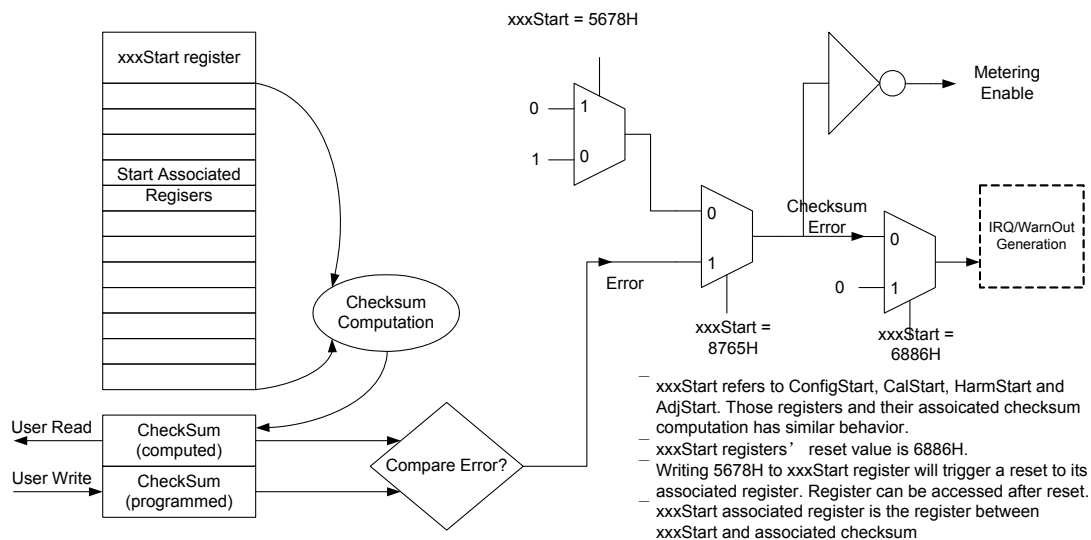 xxxStart register
Start Associated
Regisers
Checksum
Computation
User Read
CheckSum
(computed)
User Write
CheckSum
(programmed)
Compare Error?
xxxStart = 5678H
0
1
1
0
0
1
Error
xxxStart =
8765H
Metering
Enable
Checksum
Error
0
0
1
xxxStart =
6886H
IRQ/WarnOut
Generation
xxxStart refers to ConfigStart, CalStart, HarmStart and
AdjStart. Those registers and their assoicated checksum
computation has similar behavior.
xxxStart registers’ reset value is 6886H.
Writing 5678H to xxxStart register will trigger a reset to its
associated register. Register can be accessed after reset.
xxxStart associated register is the register between
xxxStart and associated checksum